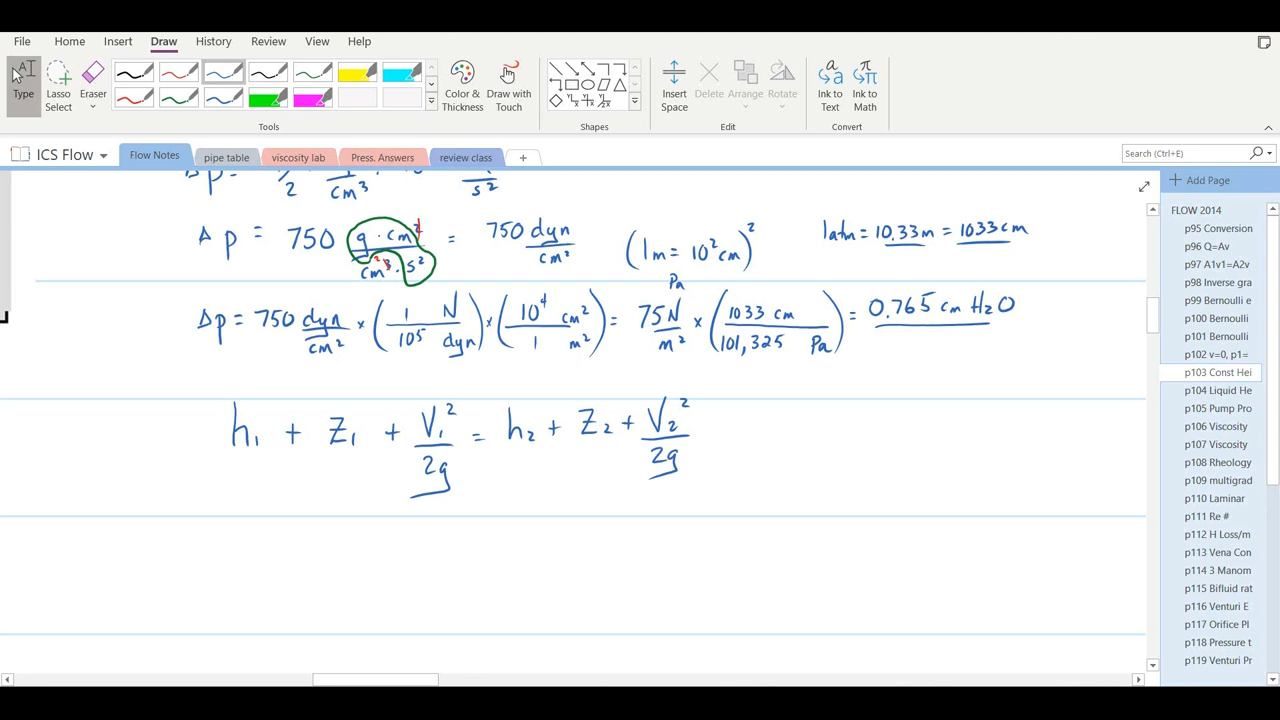 File Home Insert Draw History Review View Help
Type Lasso Select Eraser Color & Thickness Draw with Touch Insert Space Delete Arrange Rotate Ink to Text Ink to Math
Tools Shapes Edit Convert
ICS Flow Flow Notes pipe table viscosity lab Press. Answers review class + Search (Ctrl+E)
Add Page
FLOW 2014
p95 Conversion
p96 Q=Av
p97 A1v1=A2v
p98 Inverse gra
p99 Bernoulli e
p100 Bernoulli
p101 Bernoulli
p102 v=0, p1=
p103 Const Hei
p104 Liquid He
p105 Pump Pro
p106 Viscosity
p107 Viscosity
p108 Rheology
p109 multigrad
p110 Laminar
p111 Re #
p112 H Loss/m
p113 Vena Con
p114 3 Manom
p115 Bifluid rat
p116 Venturi E
p117 Orifice Pl
p118 Pressure t
p119 Venturi Pr
Δp = 750 g · cm² / cm³ · s² = 750 dyn / cm² (1m = 10² cm)² 1atm = 10.33m = 1033 cm
Δp = 750 dyn / cm² × (1 N / 10⁵ dyn) × (10⁴ cm² / 1 m²) = 75 N / m² × (1033 cm / 101,325 Pa) = 0.765 cm H₂O
Pa
h₁ + Z₁ + V₁² / 2g = h₂ + Z₂ + V₂² / 2g